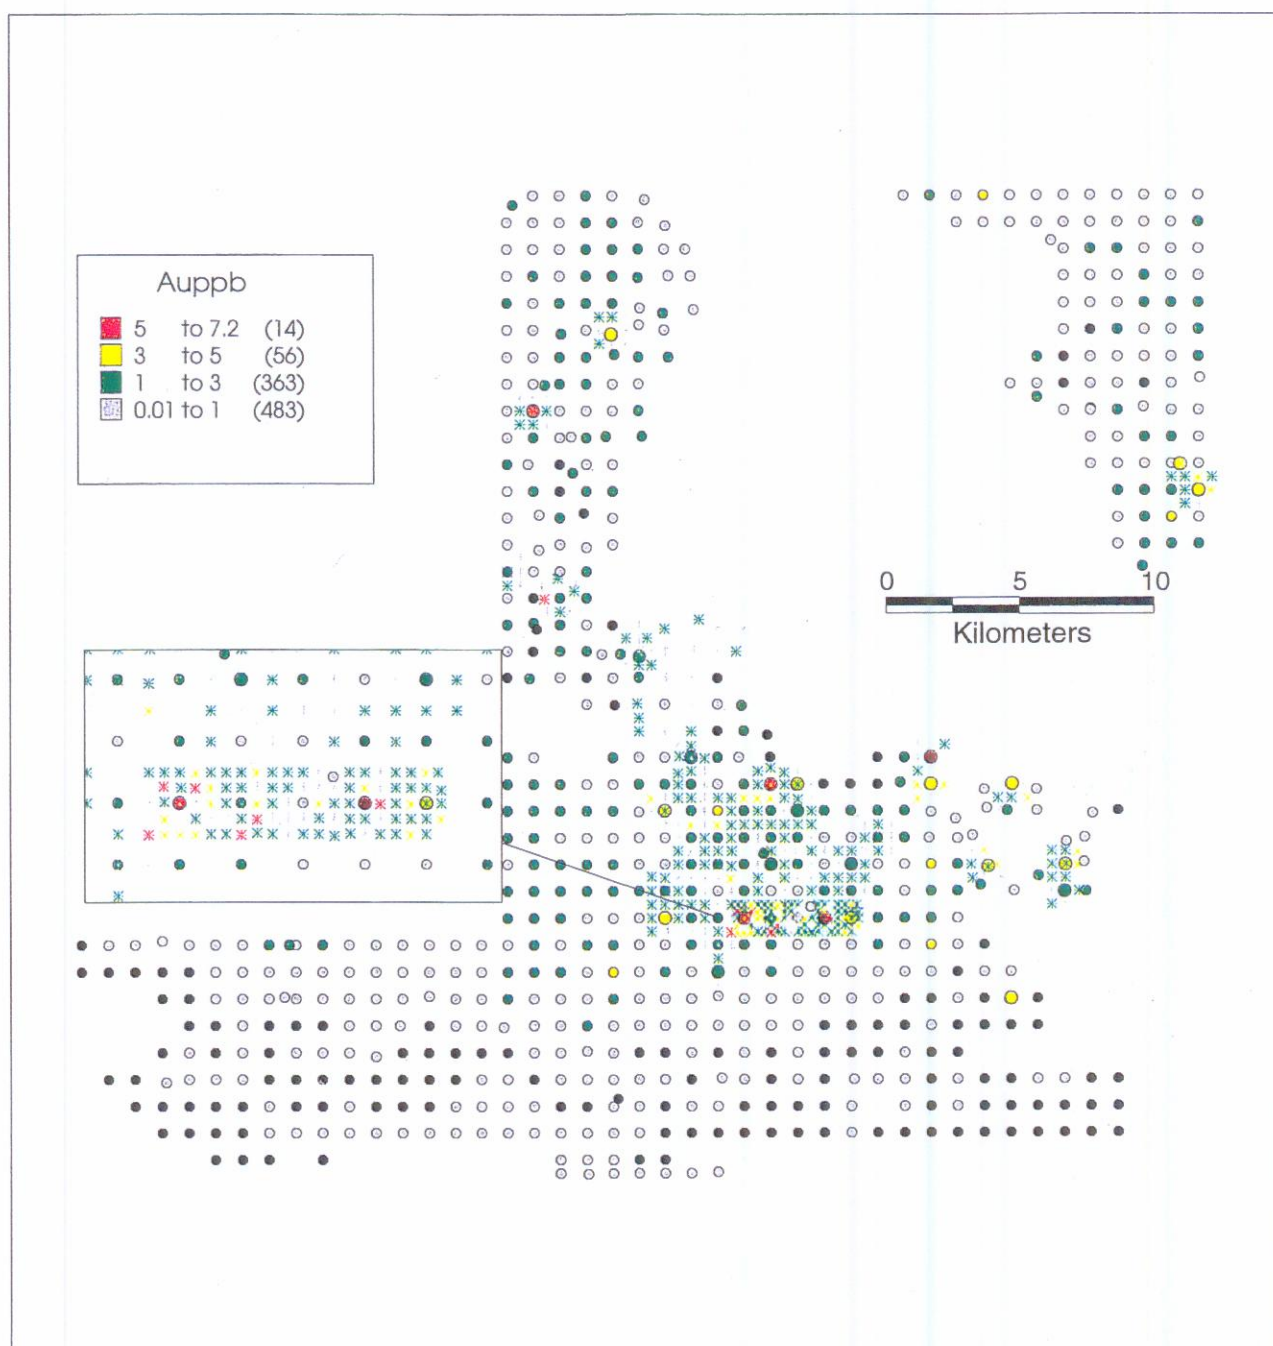 Auppb
5 to 7.2 (14)
3 to 5 (56)
1 to 3 (363)
0.01 to 1 (483)
0 5 10
Kilometers